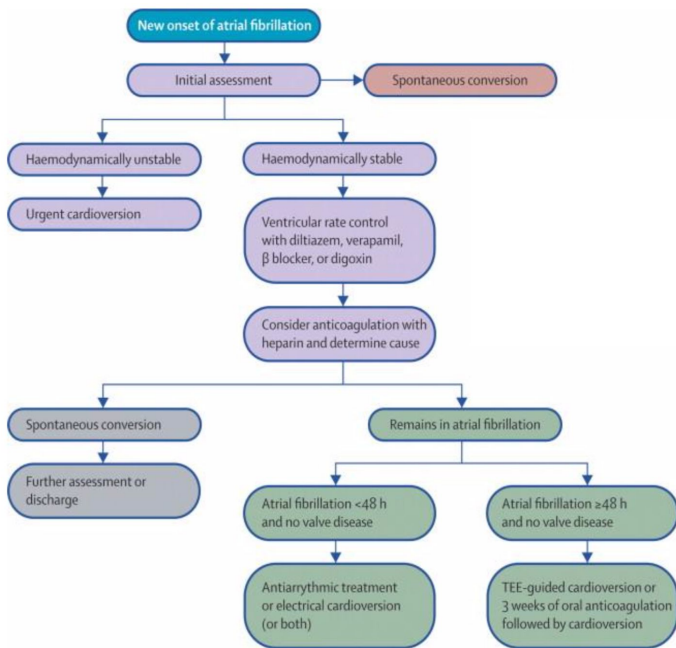 New onset of atrial fibrillation
Initial assessment
Spontaneous conversion
Haemodynamically unstable
Haemodynamically stable
Urgent cardioversion
Ventricular rate control
with diltiazem, verapamil,
β blocker, or digoxin
Consider anticoagulation with
heparin and determine cause
Spontaneous conversion
Remains in atrial fibrillation
Further assessment or
discharge
Atrial fibrillation <48 h
and no valve disease
Atrial fibrillation ≥48 h
and no valve disease
Antiarrythmic treatment
or electrical cardioversion
(or both)
TEE-guided cardioversion or
3 weeks of oral anticoagulation
followed by cardioversion